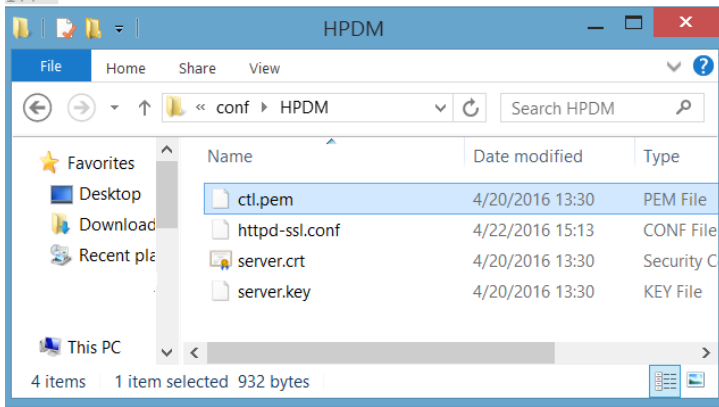 HPDM
File Home Share View
« conf HPDM Search HPDM
Favorites
Desktop
Download
Recent pla
This PC
Name Date modified Type
ctl.pem 4/20/2016 13:30 PEM File
httpd-ssl.conf 4/22/2016 15:13 CONF File
server.crt 4/20/2016 13:30 Security C
server.key 4/20/2016 13:30 KEY File
4 items 1 item selected 932 bytes